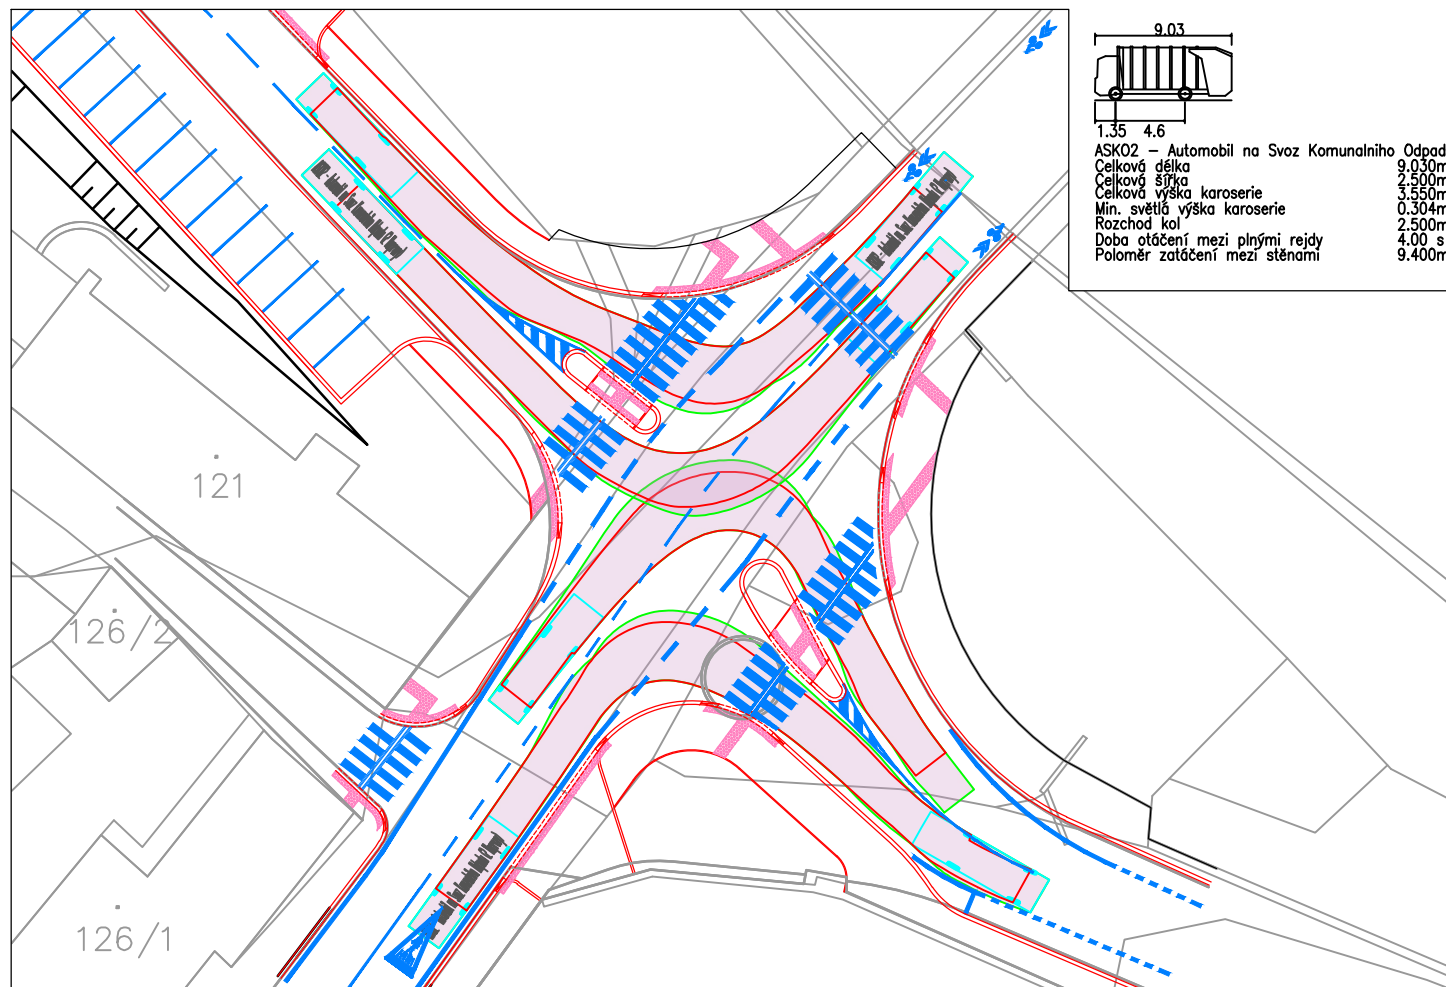 9.03
1.35 4.6
ASKO2 – Automobil na Svoz Komunalniho Odpad
Celková délka 9.030m
Celková šířka 2.500m
Celková výška karoserie 3.550m
Min. světlá výška karoserie 0.304m
Rozchod kol 2.500m
Doba otáčení mezi plnými rejdy 4.00 s
Poloměr zatáčení mezi stěnami 9.400m
121
126/2
126/1